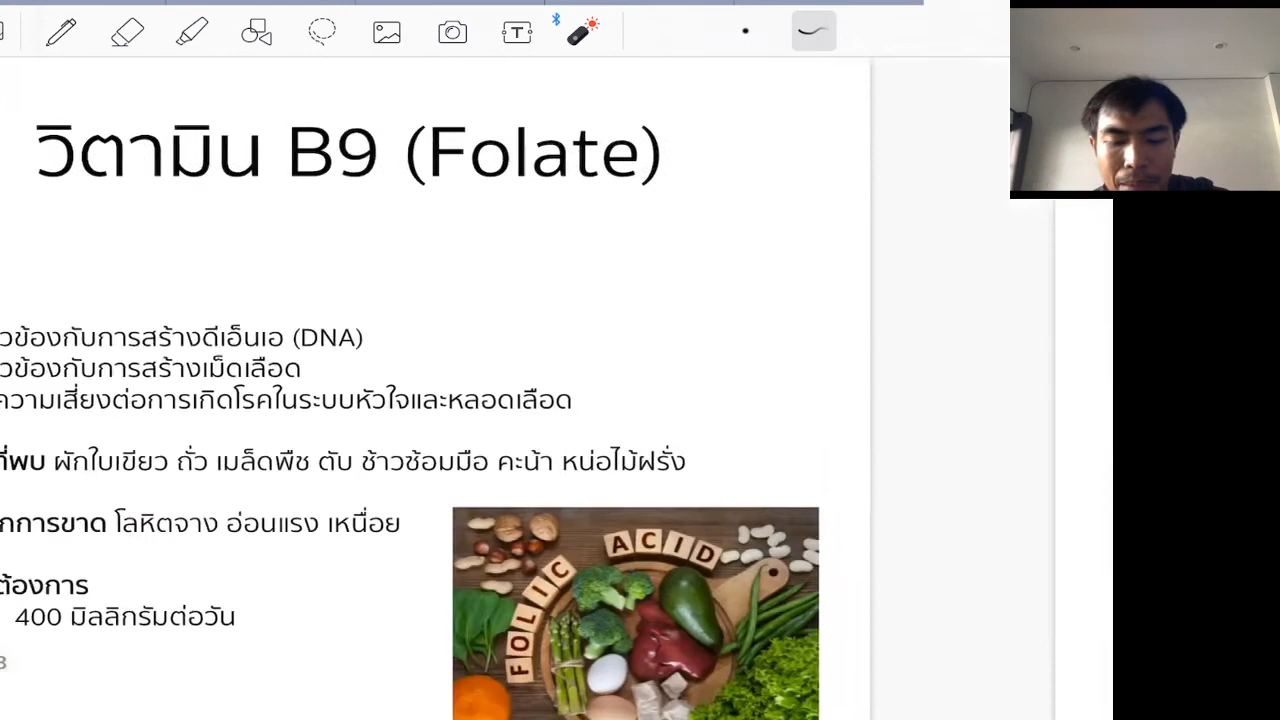 วิตามิน B9 (Folate)
วข้องกับการสร้างดีเอ็นเอ (DNA)
วข้องกับการสร้างเม็ดเลือด
ความเสี่ยงต่อการเกิดโรคในระบบหัวใจและหลอดเลือด
ที่พบ ผักใบเขียว ถั่ว เมล็ดพืช ตับ ช้าวซ้อมมือ คะน้า หน่อไม้ฝรั่ง
กการขาด โลหิตจาง อ่อนแรง เหนื่อย
ต้องการ
400 มิลลิกรัมต่อวัน
FOLIC ACID